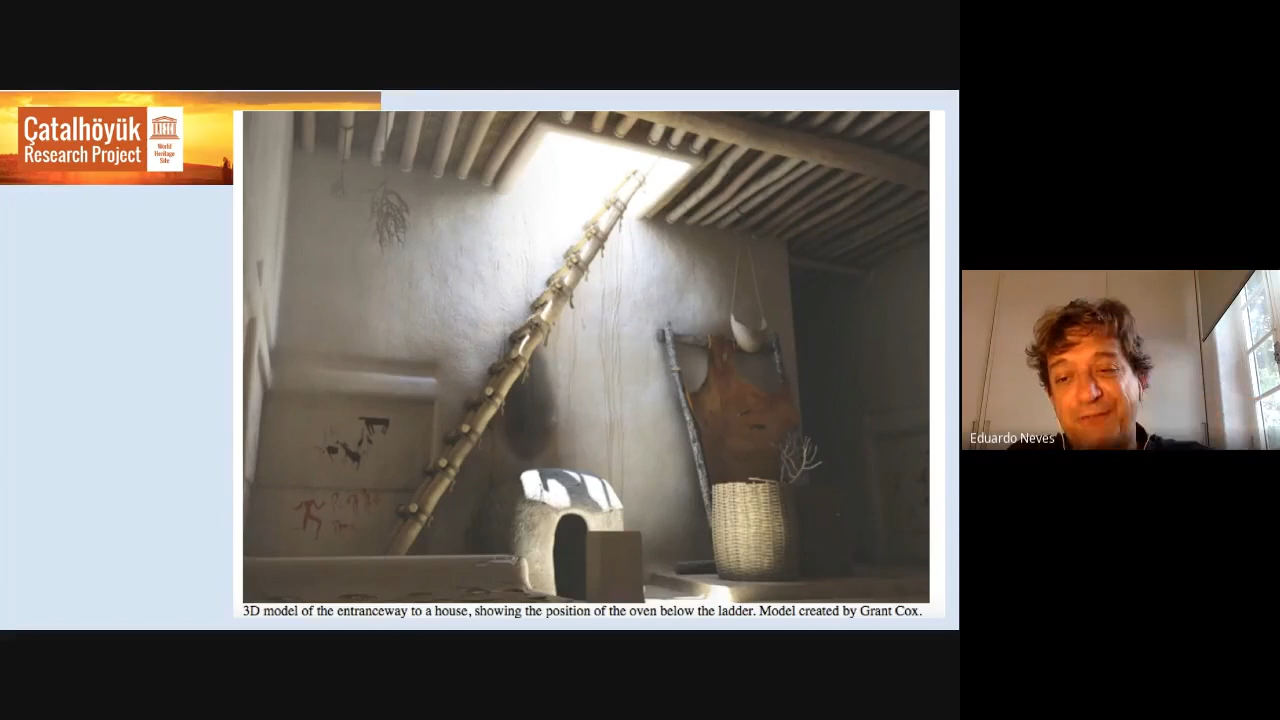 Çatalhöyük
Research Project
World
Heritage
Site
3D model of the entranceway to a house, showing the position of the oven below the ladder. Model created by Grant Cox.
Eduardo Neves